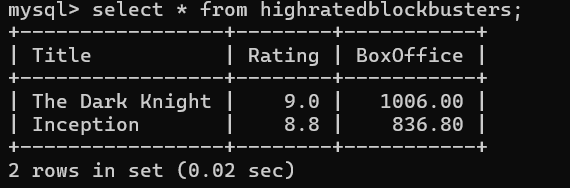 mysql> select * from highratedblockbusters;
+-----------------+--------+-----------+
| Title           | Rating | BoxOffice |
+-----------------+--------+-----------+
| The Dark Knight |    9.0 |   1006.00 |
| Inception       |    8.8 |    836.80 |
+-----------------+--------+-----------+
2 rows in set (0.02 sec)